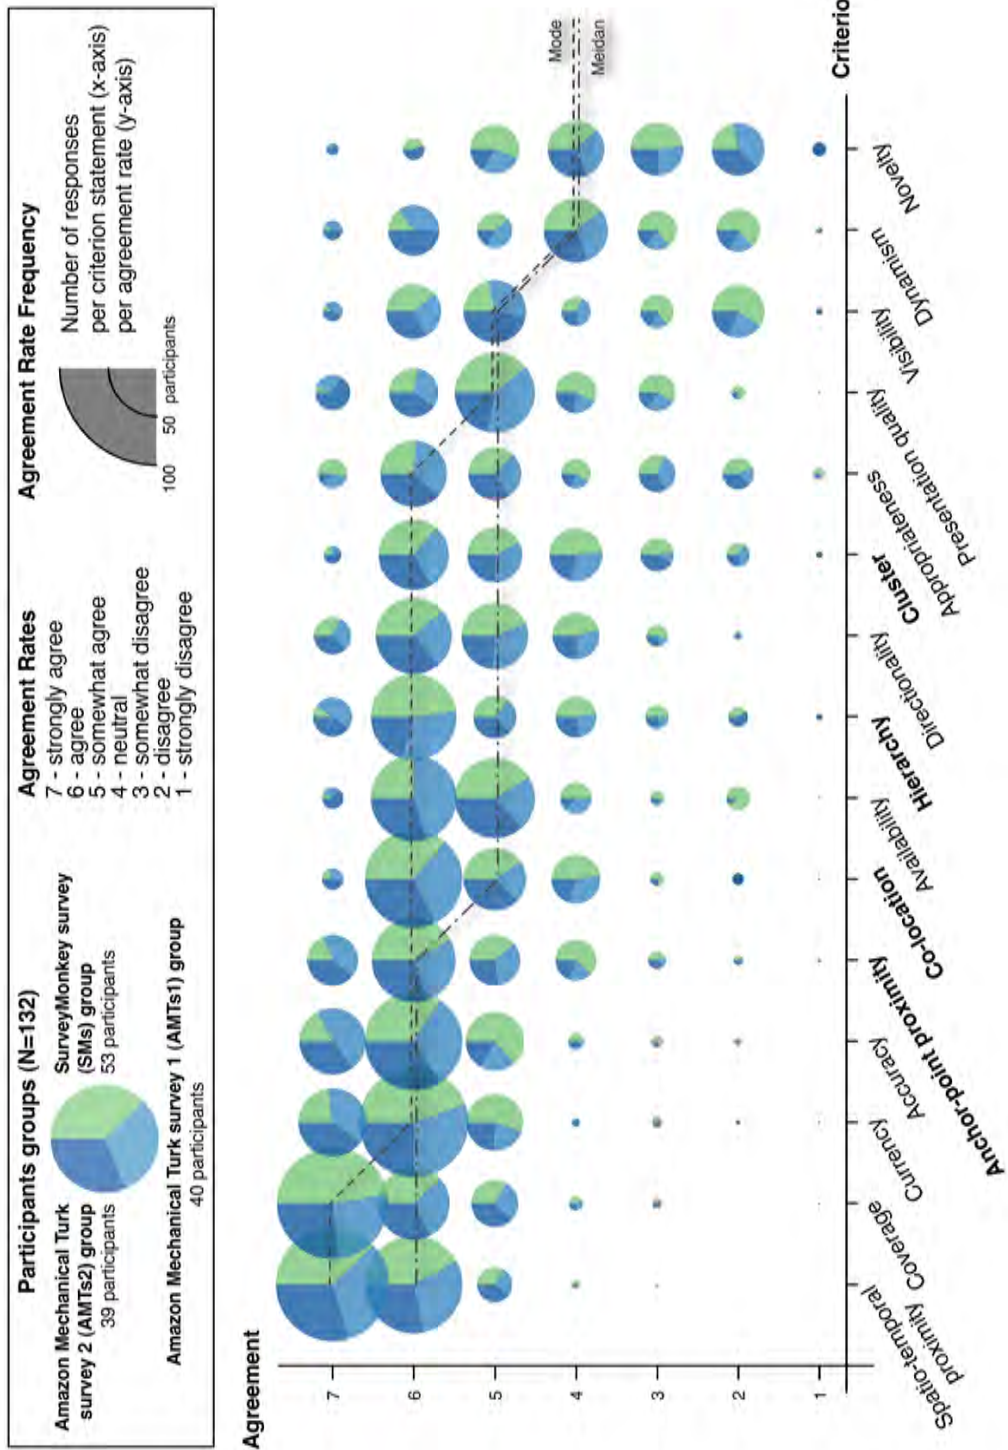 Participants groups (N=132)
Amazon Mechanical Turk
survey 2 (AMTs2) group
39 participants
SurveyMonkey survey
(SMs) group
53 participants
Amazon Mechanical Turk survey 1 (AMTs1) group
40 participants
Agreement Rates
7 - strongly agree
6 - agree
5 - somewhat agree
4 - neutral
3 - somewhat disagree
2 - disagree
1 - strongly disagree
Agreement Rate Frequency
100 50 participants
Number of responses
per criterion statement (x-axis)
per agreement rate (y-axis)
Agreement
7
6
5
4
3
2
1
Mode
Meidan
Criterio
Spatio-temporal
proximity
Coverage
Currency
Accuracy
Anchor-point proximity
Co-location
Availability
Hierarchy
Directionality
Cluster
Appropriateness
Presentation quality
Visibility
Dynamism
Novelty